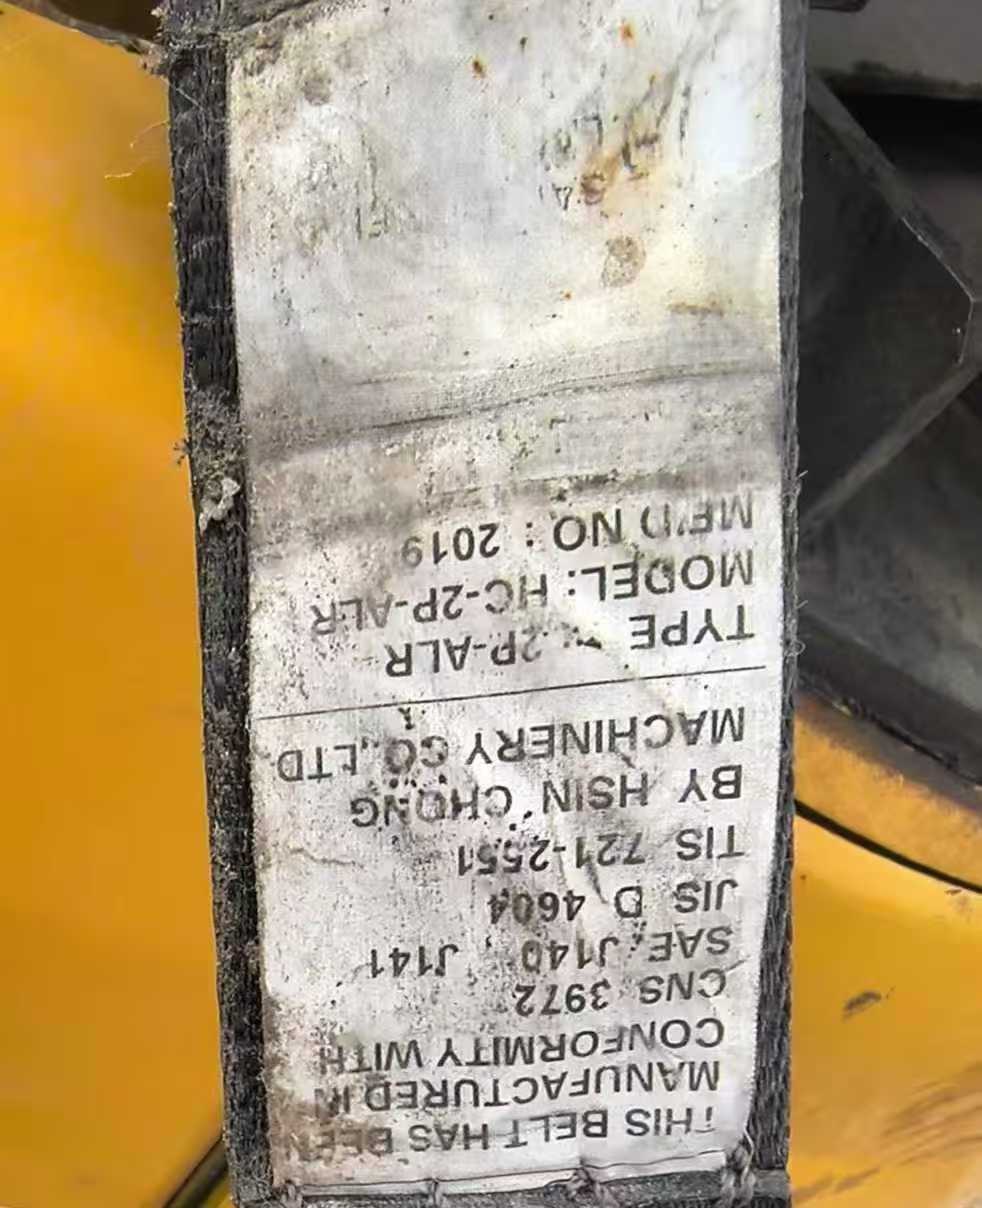 THIS BELT HAS BEEN
MANUFACTURED IN
CONFORMITY WITH
CNS 3972
SAE J140 J141
JIS D 4604
TIS 721-2551
BY HSIN CHONG
MACHINERY CO.,LTD.
TYPE : 2P-ALR
MODEL: HC-2P-ALR
MF'D NO : 2019